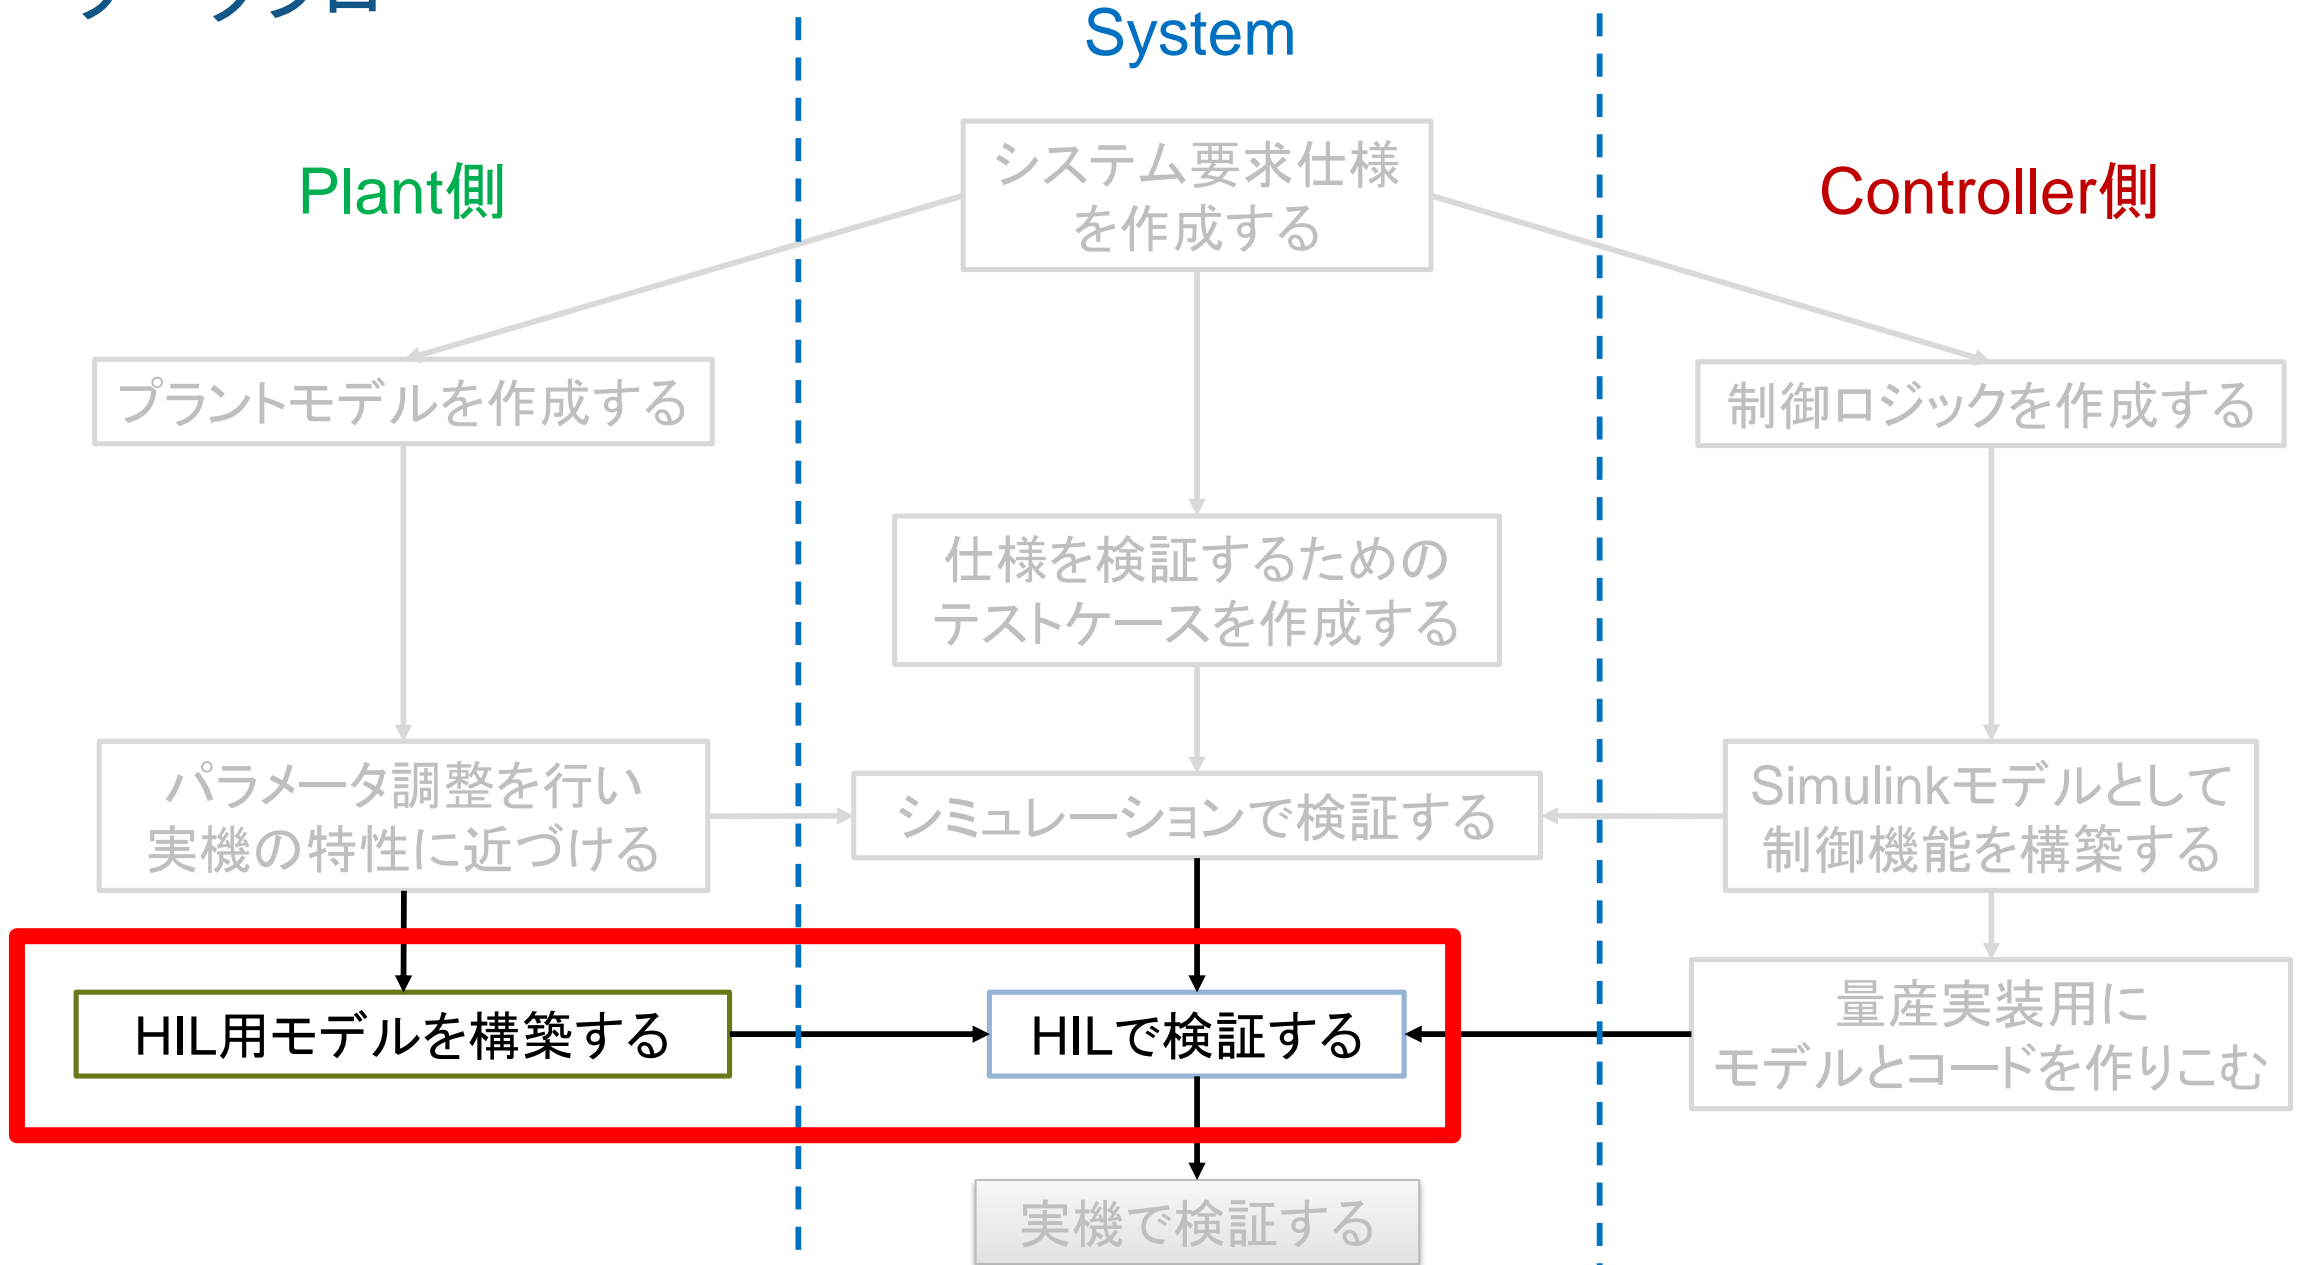 ワークフロー
System
Plant側
Controller側
システム要求仕様
を作成する
プラントモデルを作成する
制御ロジックを作成する
仕様を検証するための
テストケースを作成する
パラメータ調整を行い
実機の特性に近づける
シミュレーションで検証する
Simulinkモデルとして
制御機能を構築する
HIL用モデルを構築する
HILで検証する
量産実装用に
モデルとコードを作りこむ
実機で検証する